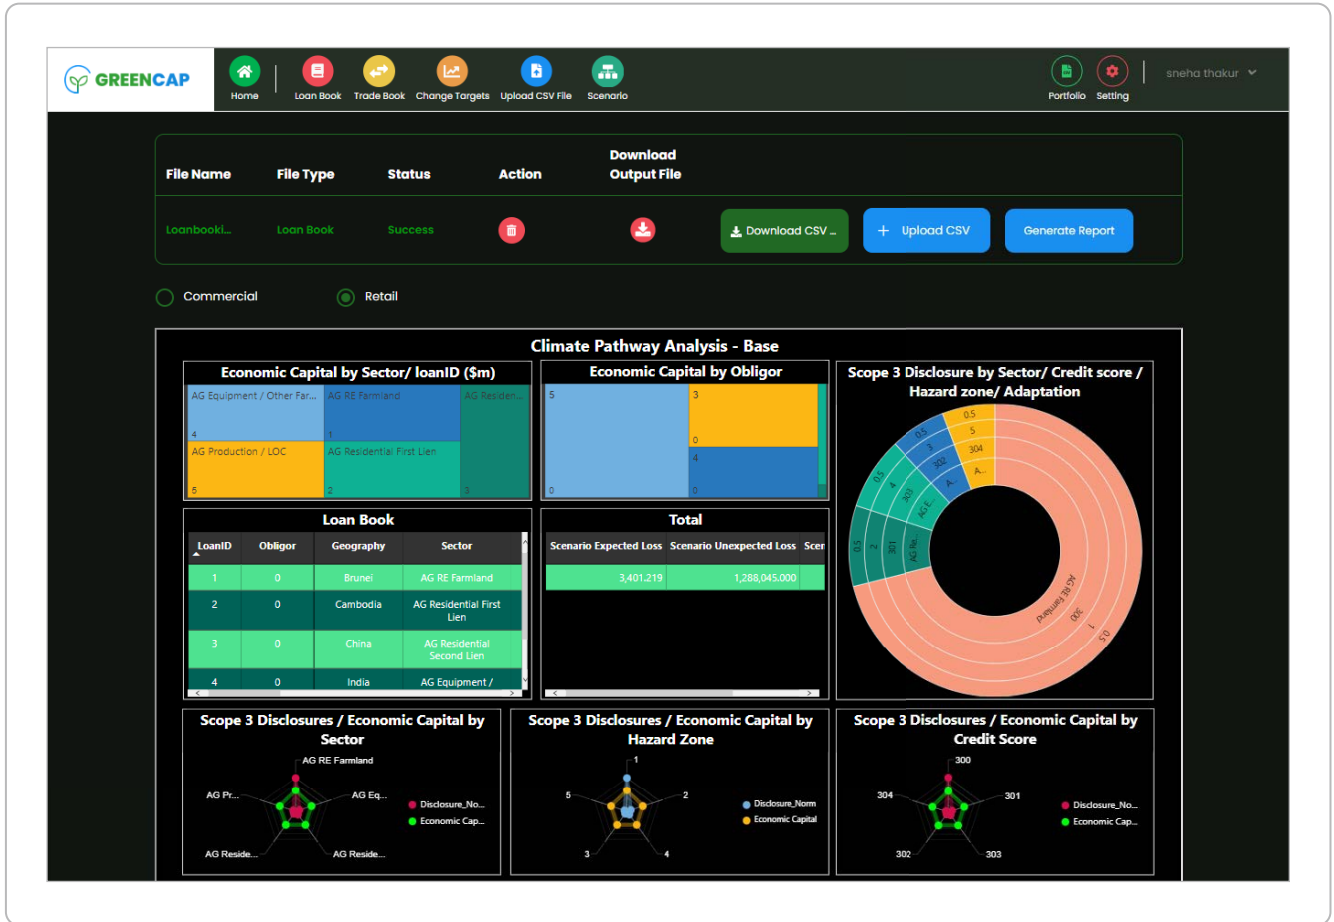 GREENCAP
Home
Loan Book
Trade Book
Change Targets
Upload CSV File
Scenario
Portfolio
Setting
sneha thakur
File Name
File Type
Status
Action
Download
Output File
Loanbooki...
Loan Book
Success
Download CSV ...
+ Upload CSV
Generate Report
Commercial
Retail
Climate Pathway Analysis - Base
Economic Capital by Sector/ loanID ($m)
AG Equipment / Other Far...
4
AG RE Farmland
1
AG Residen...
3
AG Production / LOC
5
AG Residential First Lien
2
Economic Capital by Obligor
5
0
3
0
4
0
Scope 3 Disclosure by Sector/ Credit score /
Hazard zone/ Adaptation
0.5
5
304
A...
0.5
3
302
A...
0.5
4
303
AG E...
0.5
2
301
AG Re...
AG RE Farmland
300
1
0.5
Loan Book
LoanID Obligor Geography Sector
1 0 Brunei AG RE Farmland
2 0 Cambodia AG Residential First
Lien
3 0 China AG Residential
Second Lien
4 0 India AG Equipment /
Total
Scenario Expected Loss Scenario Unexpected Loss Scen
3,401.219 1,288,045.000
Scope 3 Disclosures / Economic Capital by
Sector
AG RE Farmland
AG Pr...
AG Eq...
AG Reside...
AG Reside...
Disclosure_No...
Economic Cap...
Scope 3 Disclosures / Economic Capital by
Hazard Zone
1
5
2
3
4
Disclosure_Norm
Economic Capital
Scope 3 Disclosures / Economic Capital by
Credit Score
300
304
301
302
303
Disclosure_No...
Economic Cap...